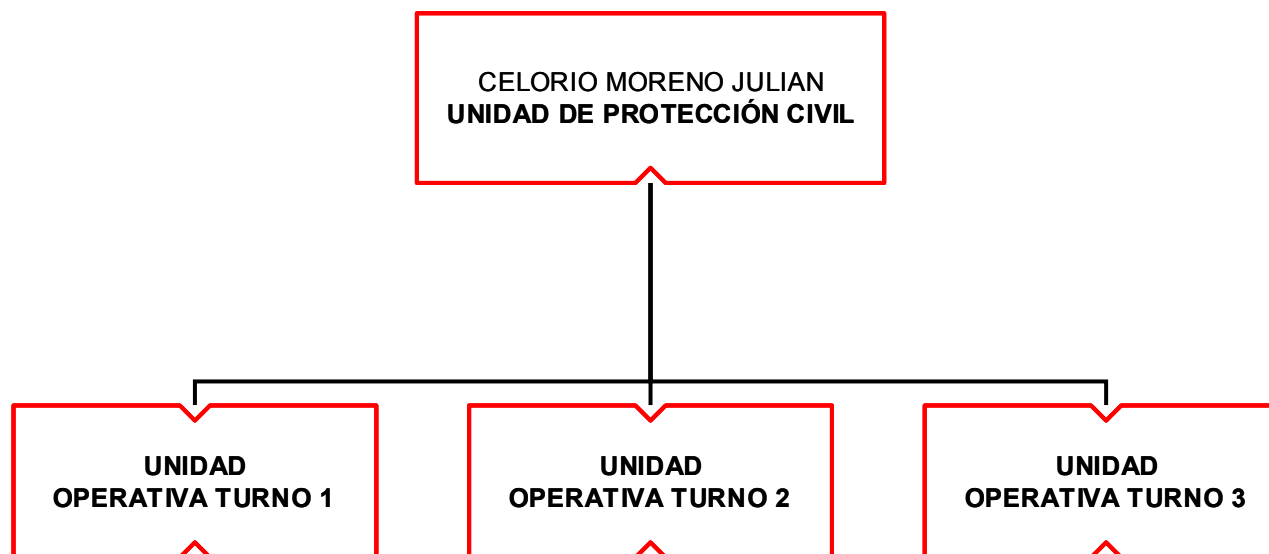 CELORIO MORENO JULIAN
UNIDAD DE PROTECCIÓN CIVIL
UNIDAD
OPERATIVA TURNO 1
UNIDAD
OPERATIVA TURNO 2
UNIDAD
OPERATIVA TURNO 3